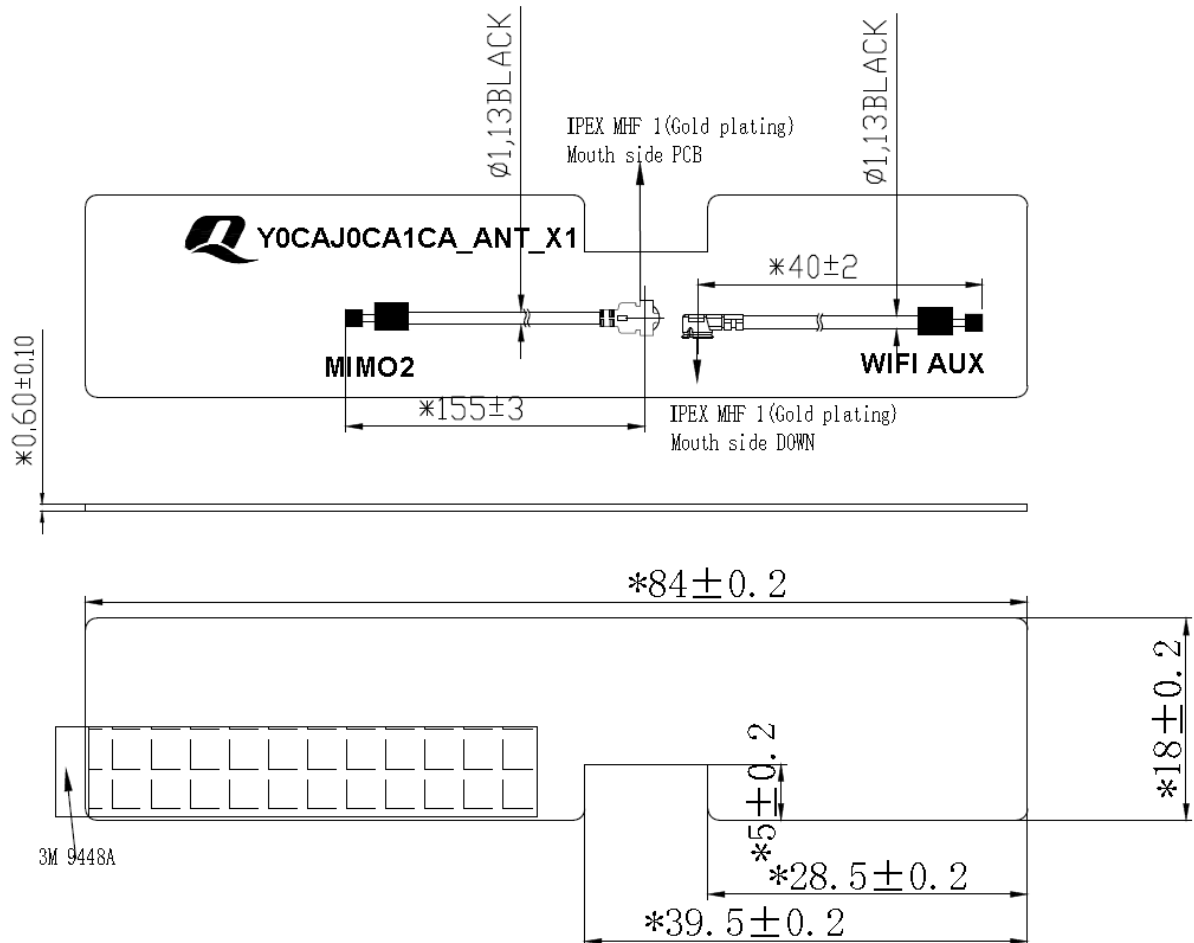 Ø1,13BLACK
Ø1,13BLACK
IPEX MHF 1(Gold plating)
Mouth side PCB
Y0CAJ0CA1CA_ANT_X1
*40±2
MIMO2
WIFI AUX
*155±3
IPEX MHF 1(Gold plating)
Mouth side DOWN
*0.60±0.10
*84±0.2
*18±0.2
*5±0.2
3M 9448A
*28.5±0.2
*39.5±0.2